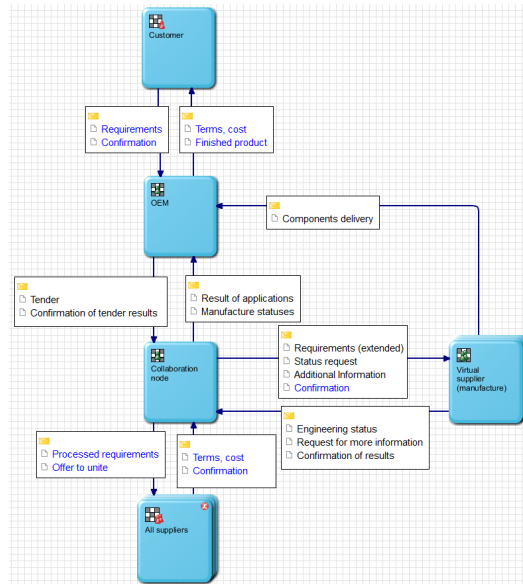 Customer
Requirements
Confirmation
Terms, cost
Finished product
OEM
Components delivery
Tender
Confirmation of tender results
Result of applications
Manufacture statuses
Collaboration
node
Requirements (extended)
Status request
Additional Information
Confirmation
Virtual
supplier
(manufacture)
Engineering status
Request for more information
Confirmation of results
Processed requirements
Offer to unite
Terms, cost
Confirmation
All suppliers